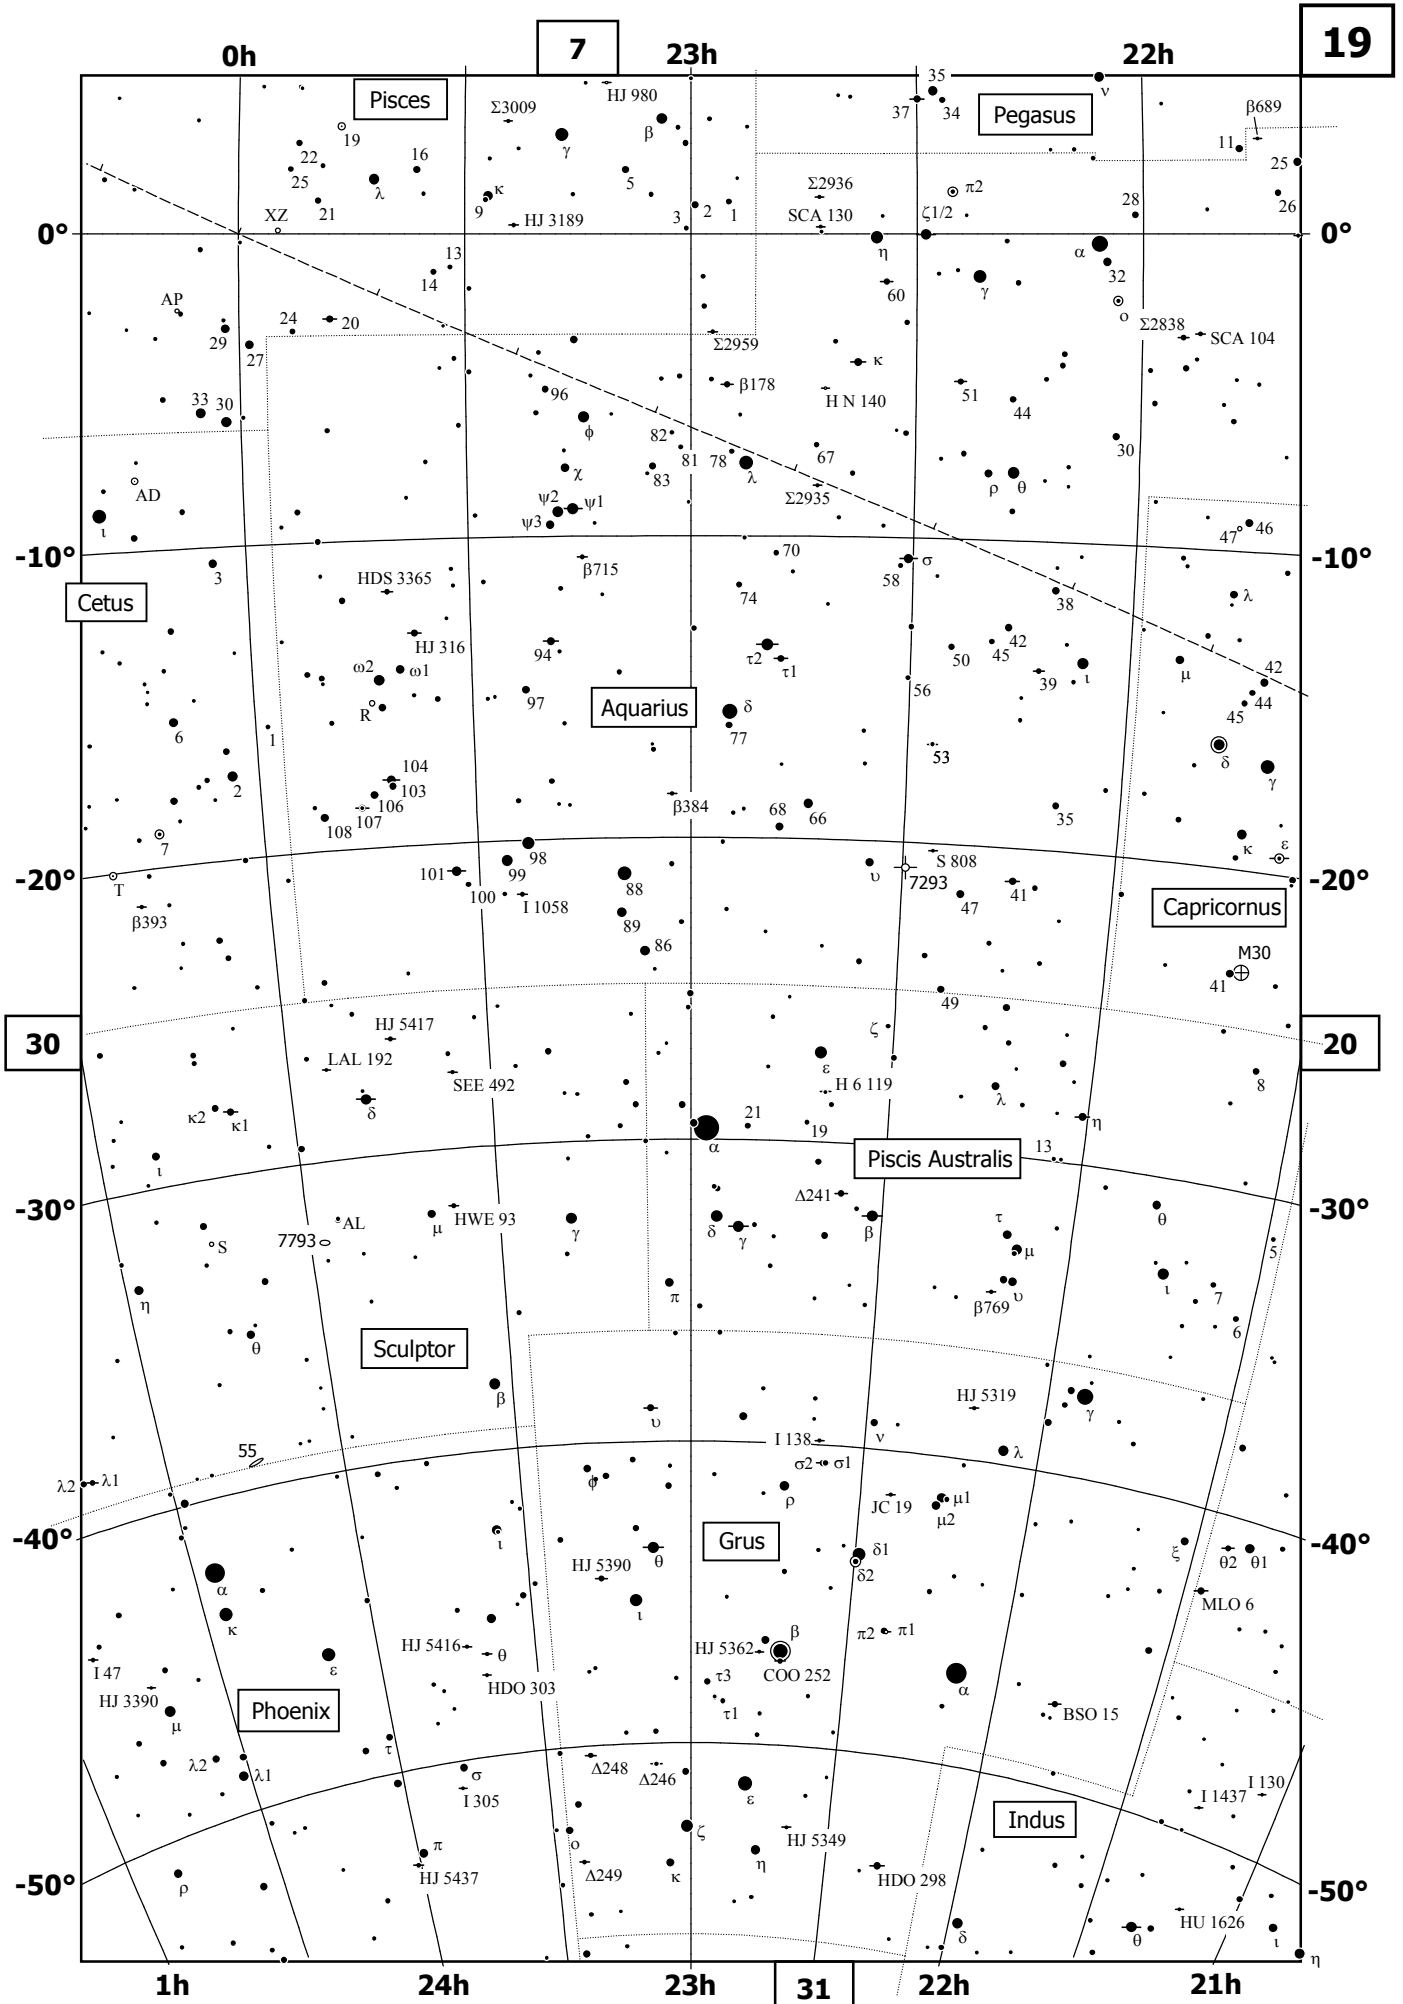 0h
7
23h
22h
19
Pisces
Σ3009
HJ 980
35
ν
Pegasus
β689
37
34
19
β
γ
11
25
22
16
25
λ
5
Σ2936
π2
κ
9
21
28
26
XZ
HJ 3189
3
2
1
SCA 130
ζ1/2
0°
0°
η
α
13
14
32
60
γ
ο
AP
24
20
Σ2838
SCA 104
29
27
Σ2959
κ
β178
H N 140
51
96
44
33
30
φ
82
30
81
78
67
χ
83
λ
ρ
θ
AD
Σ2935
ψ2
ψ1
ι
ψ3
46
47
-10°
70
σ
-10°
β715
58
3
HDS 3365
74
38
λ
Cetus
HJ 316
42
94
τ2
50
45
τ1
ω2
ω1
39
ι
μ
42
56
97
R
Aquarius
δ
44
45
6
1
77
53
δ
104
γ
2
103
106
β384
68
66
107
108
35
7
98
κ
ε
S 808
-20°
T
101
99
88
υ
7293
-20°
100
I 1058
41
β393
47
Capricornus
89
86
M30
41
49
HJ 5417
ζ
30
20
LAL 192
ε
SEE 492
H 6 119
8
λ
κ2
κ1
δ
21
19
η
α
13
Piscis Australis
ι
Δ241
-30°
-30°
HWE 93
AL
μ
δ
β
τ
θ
γ
γ
7793
S
μ
5
η
π
ι
β769
υ
7
6
θ
Sculptor
β
HJ 5319
υ
γ
ν
I 138
55
λ
σ2
σ1
λ2
λ1
φ
ρ
JC 19
μ1
μ2
-40°
ι
Grus
δ1
-40°
HJ 5390
θ
ξ
θ2
θ1
δ2
α
ι
MLO 6
κ
β
π2
π1
HJ 5416
θ
HJ 5362
ε
COO 252
I 47
HDO 303
τ3
α
HJ 3390
τ1
Phoenix
μ
BSO 15
τ
λ2
Δ248
σ
Δ246
λ1
ε
I 130
I 305
I 1437
Indus
ζ
HJ 5349
ο
π
η
Δ249
κ
HDO 298
HJ 5437
ρ
-50°
-50°
HU 1626
δ
θ
ι
η
1h
24h
23h
31
22h
21h